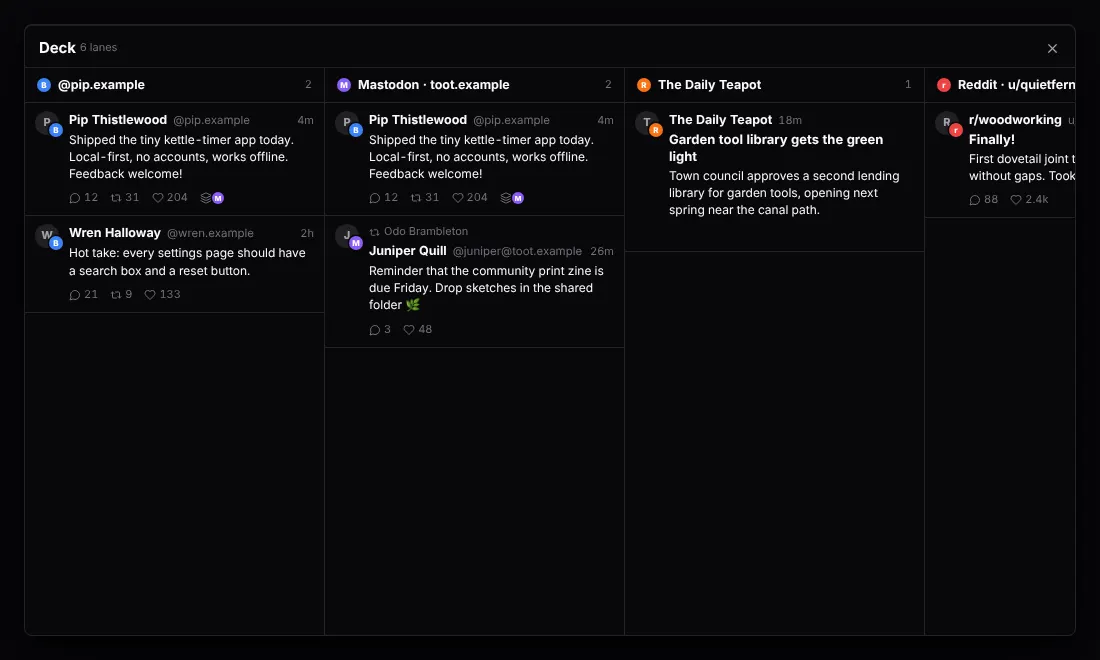 Deck 6 lanes
B @pip.example 2
P B Pip Thistlewood @pip.example 4m
Shipped the tiny kettle-timer app today.
Local-first, no accounts, works offline.
Feedback welcome!
12 31 204 M
W B Wren Halloway @wren.example 2h
Hot take: every settings page should have
a search box and a reset button.
21 9 133
M Mastodon · toot.example 2
P B Pip Thistlewood @pip.example 4m
Shipped the tiny kettle-timer app today.
Local-first, no accounts, works offline.
Feedback welcome!
12 31 204 M
Odo Brambleton
J M Juniper Quill @juniper@toot.example 26m
Reminder that the community print zine is
due Friday. Drop sketches in the shared
folder 🌿
3 48
R The Daily Teapot 1
T R The Daily Teapot 18m
Garden tool library gets the green
light
Town council approves a second lending
library for garden tools, opening next
spring near the canal path.
r Reddit · u/quietfern
R r r/woodworking u
Finally!
First dovetail joint t
without gaps. Took
88 2.4k